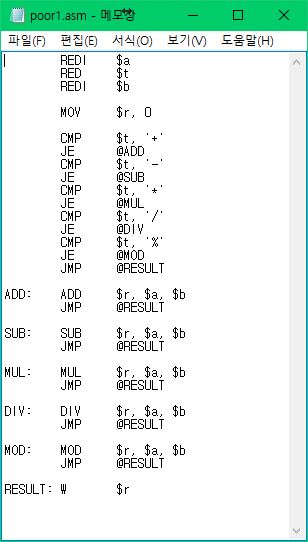 poor1.asm - 메모장
파일(F) 편집(E) 서식(O) 보기(V) 도움말(H)
REDI $a
RED $t
REDI $b
MOV $r, 0
CMP $t, '+'
JE @ADD
CMP $t, '-'
JE @SUB
CMP $t, '*'
JE @MUL
CMP $t, '/'
JE @DIV
CMP $t, '%'
JE @MOD
JMP @RESULT
ADD: ADD $r, $a, $b
JMP @RESULT
SUB: SUB $r, $a, $b
JMP @RESULT
MUL: MUL $r, $a, $b
JMP @RESULT
DIV: DIV $r, $a, $b
JMP @RESULT
MOD: MOD $r, $a, $b
JMP @RESULT
RESULT: W $r